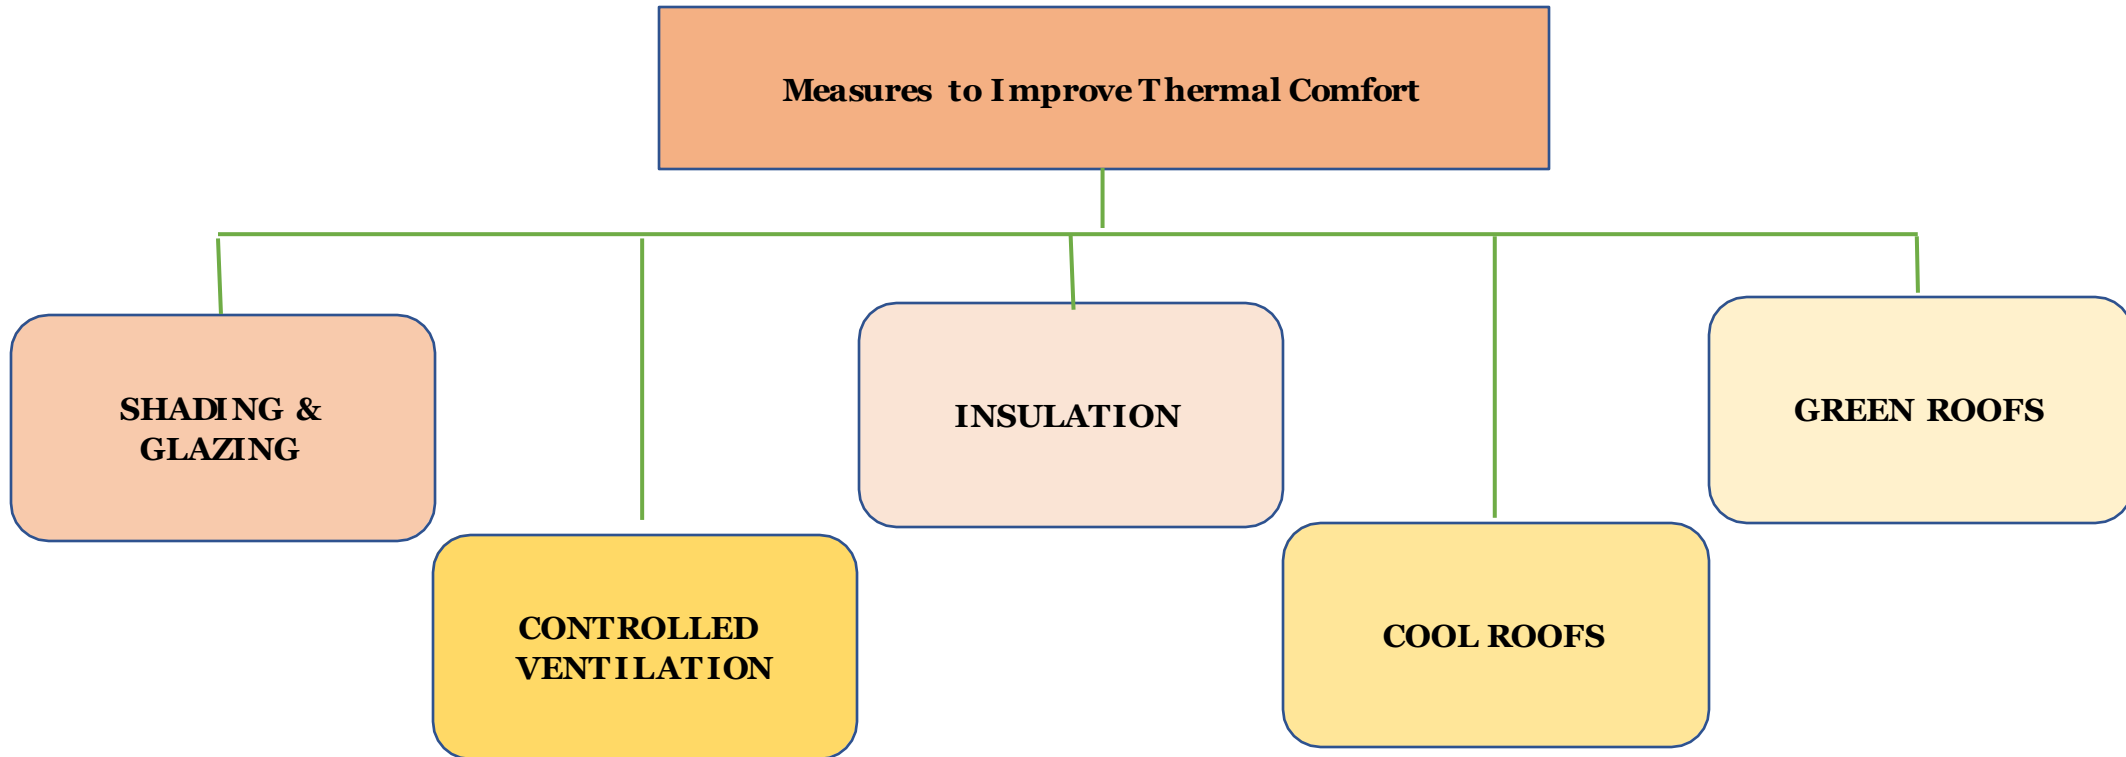 Measures to Improve Thermal Comfort
SHADING &
GLAZING
INSULATION
GREEN ROOFS
CONTROLLED
VENTILATION
COOL ROOFS